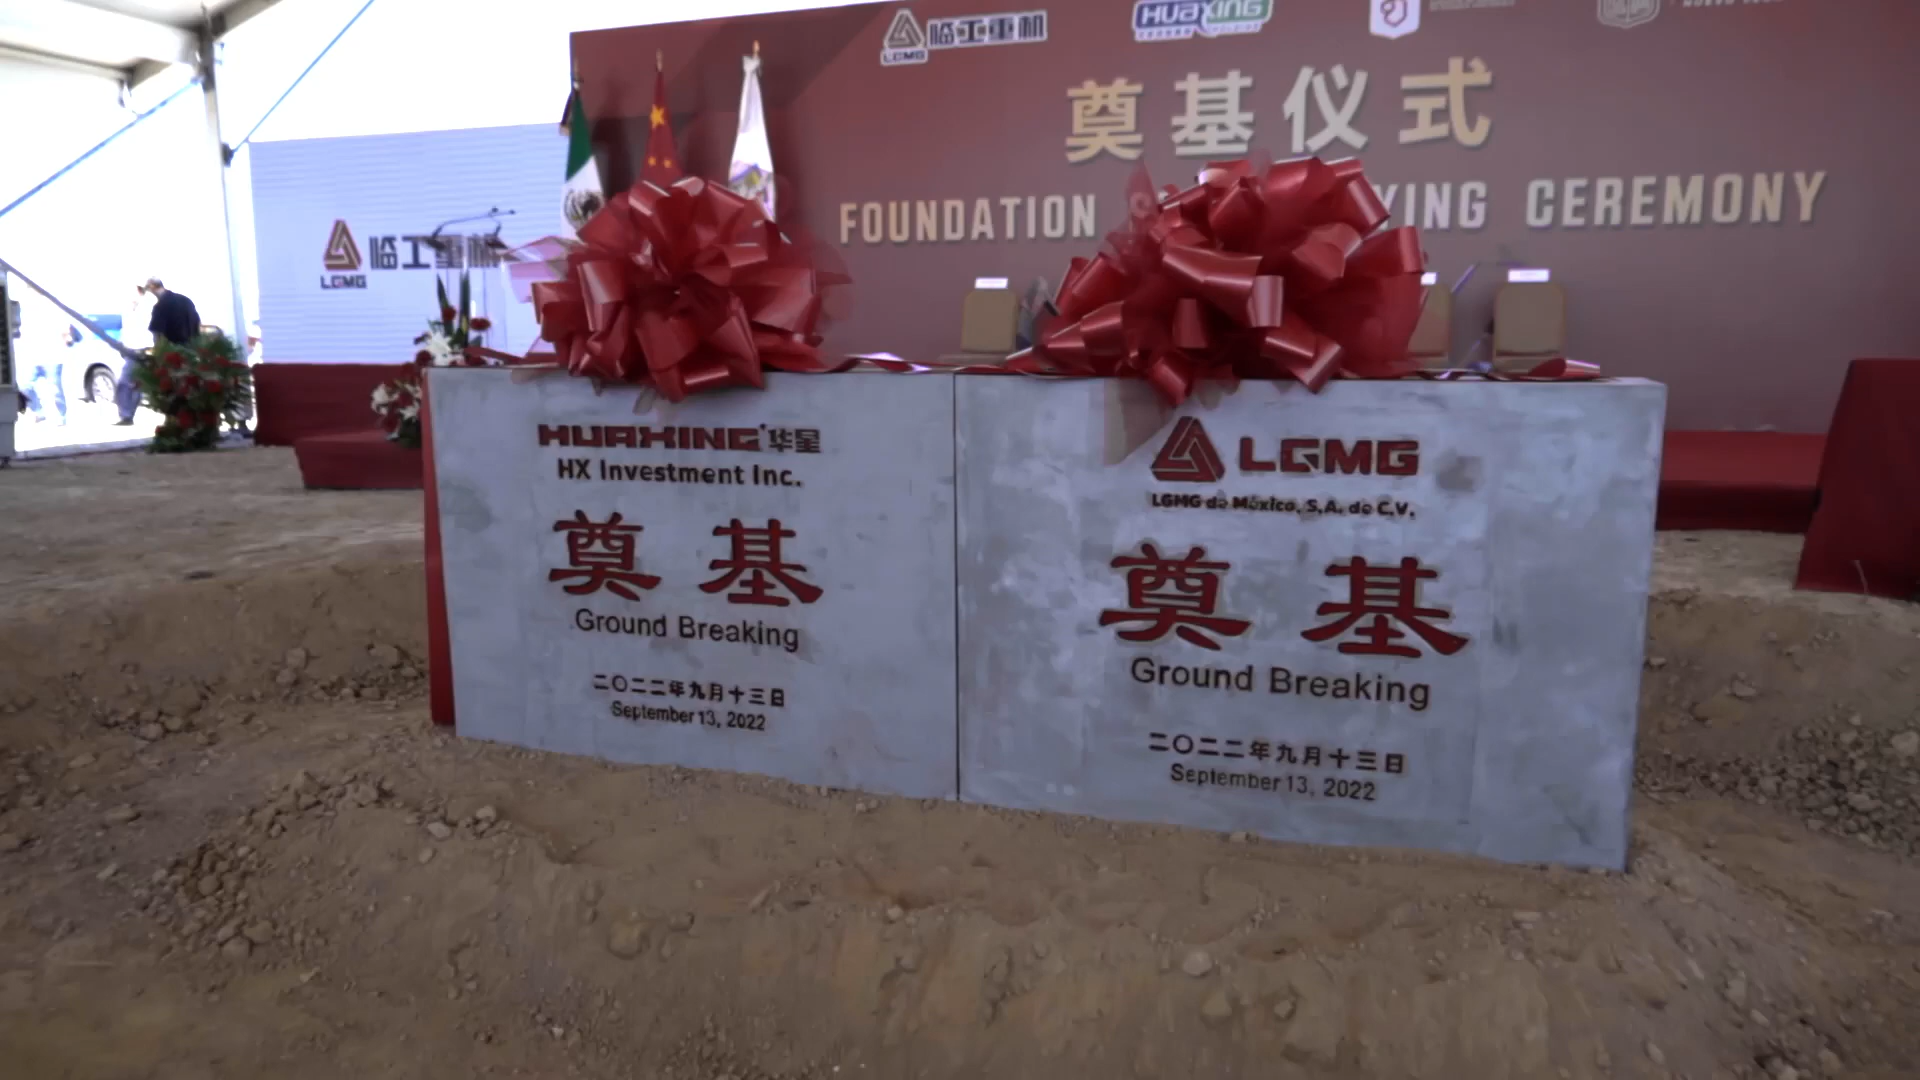 临工重机
LGMG
HUAXING
奠基仪式
FOUNDATION
CEREMONY
临工重机
LGMG
HUAXING 华星
HX Investment Inc.
奠基
Ground Breaking
二〇二二年九月十三日
September 13, 2022
LGMG
LGMG de México, S.A. de C.V.
奠基
Ground Breaking
二〇二二年九月十三日
September 13, 2022